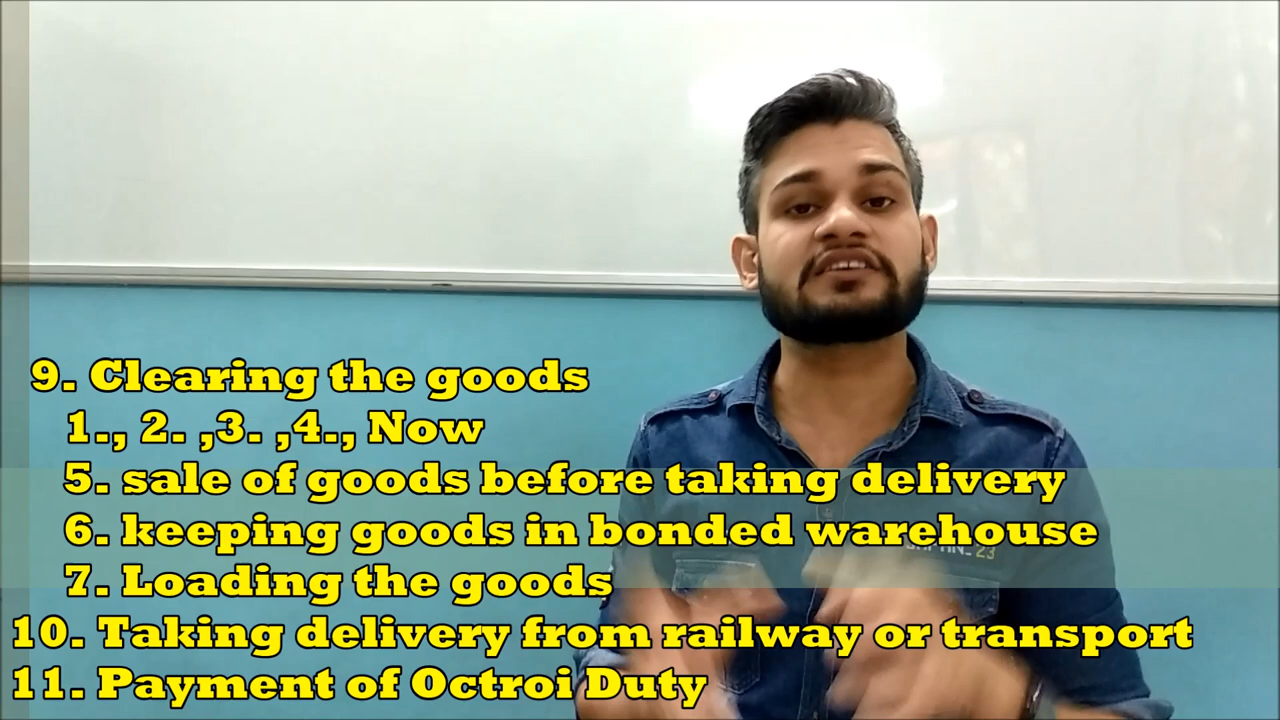 9. Clearing the goods
1., 2. ,3. ,4., Now
5. sale of goods before taking delivery
6. keeping goods in bonded warehouse
23
7. Loading the goods
10. Taking delivery from railway or transport
11. Payment of Octroi Duty